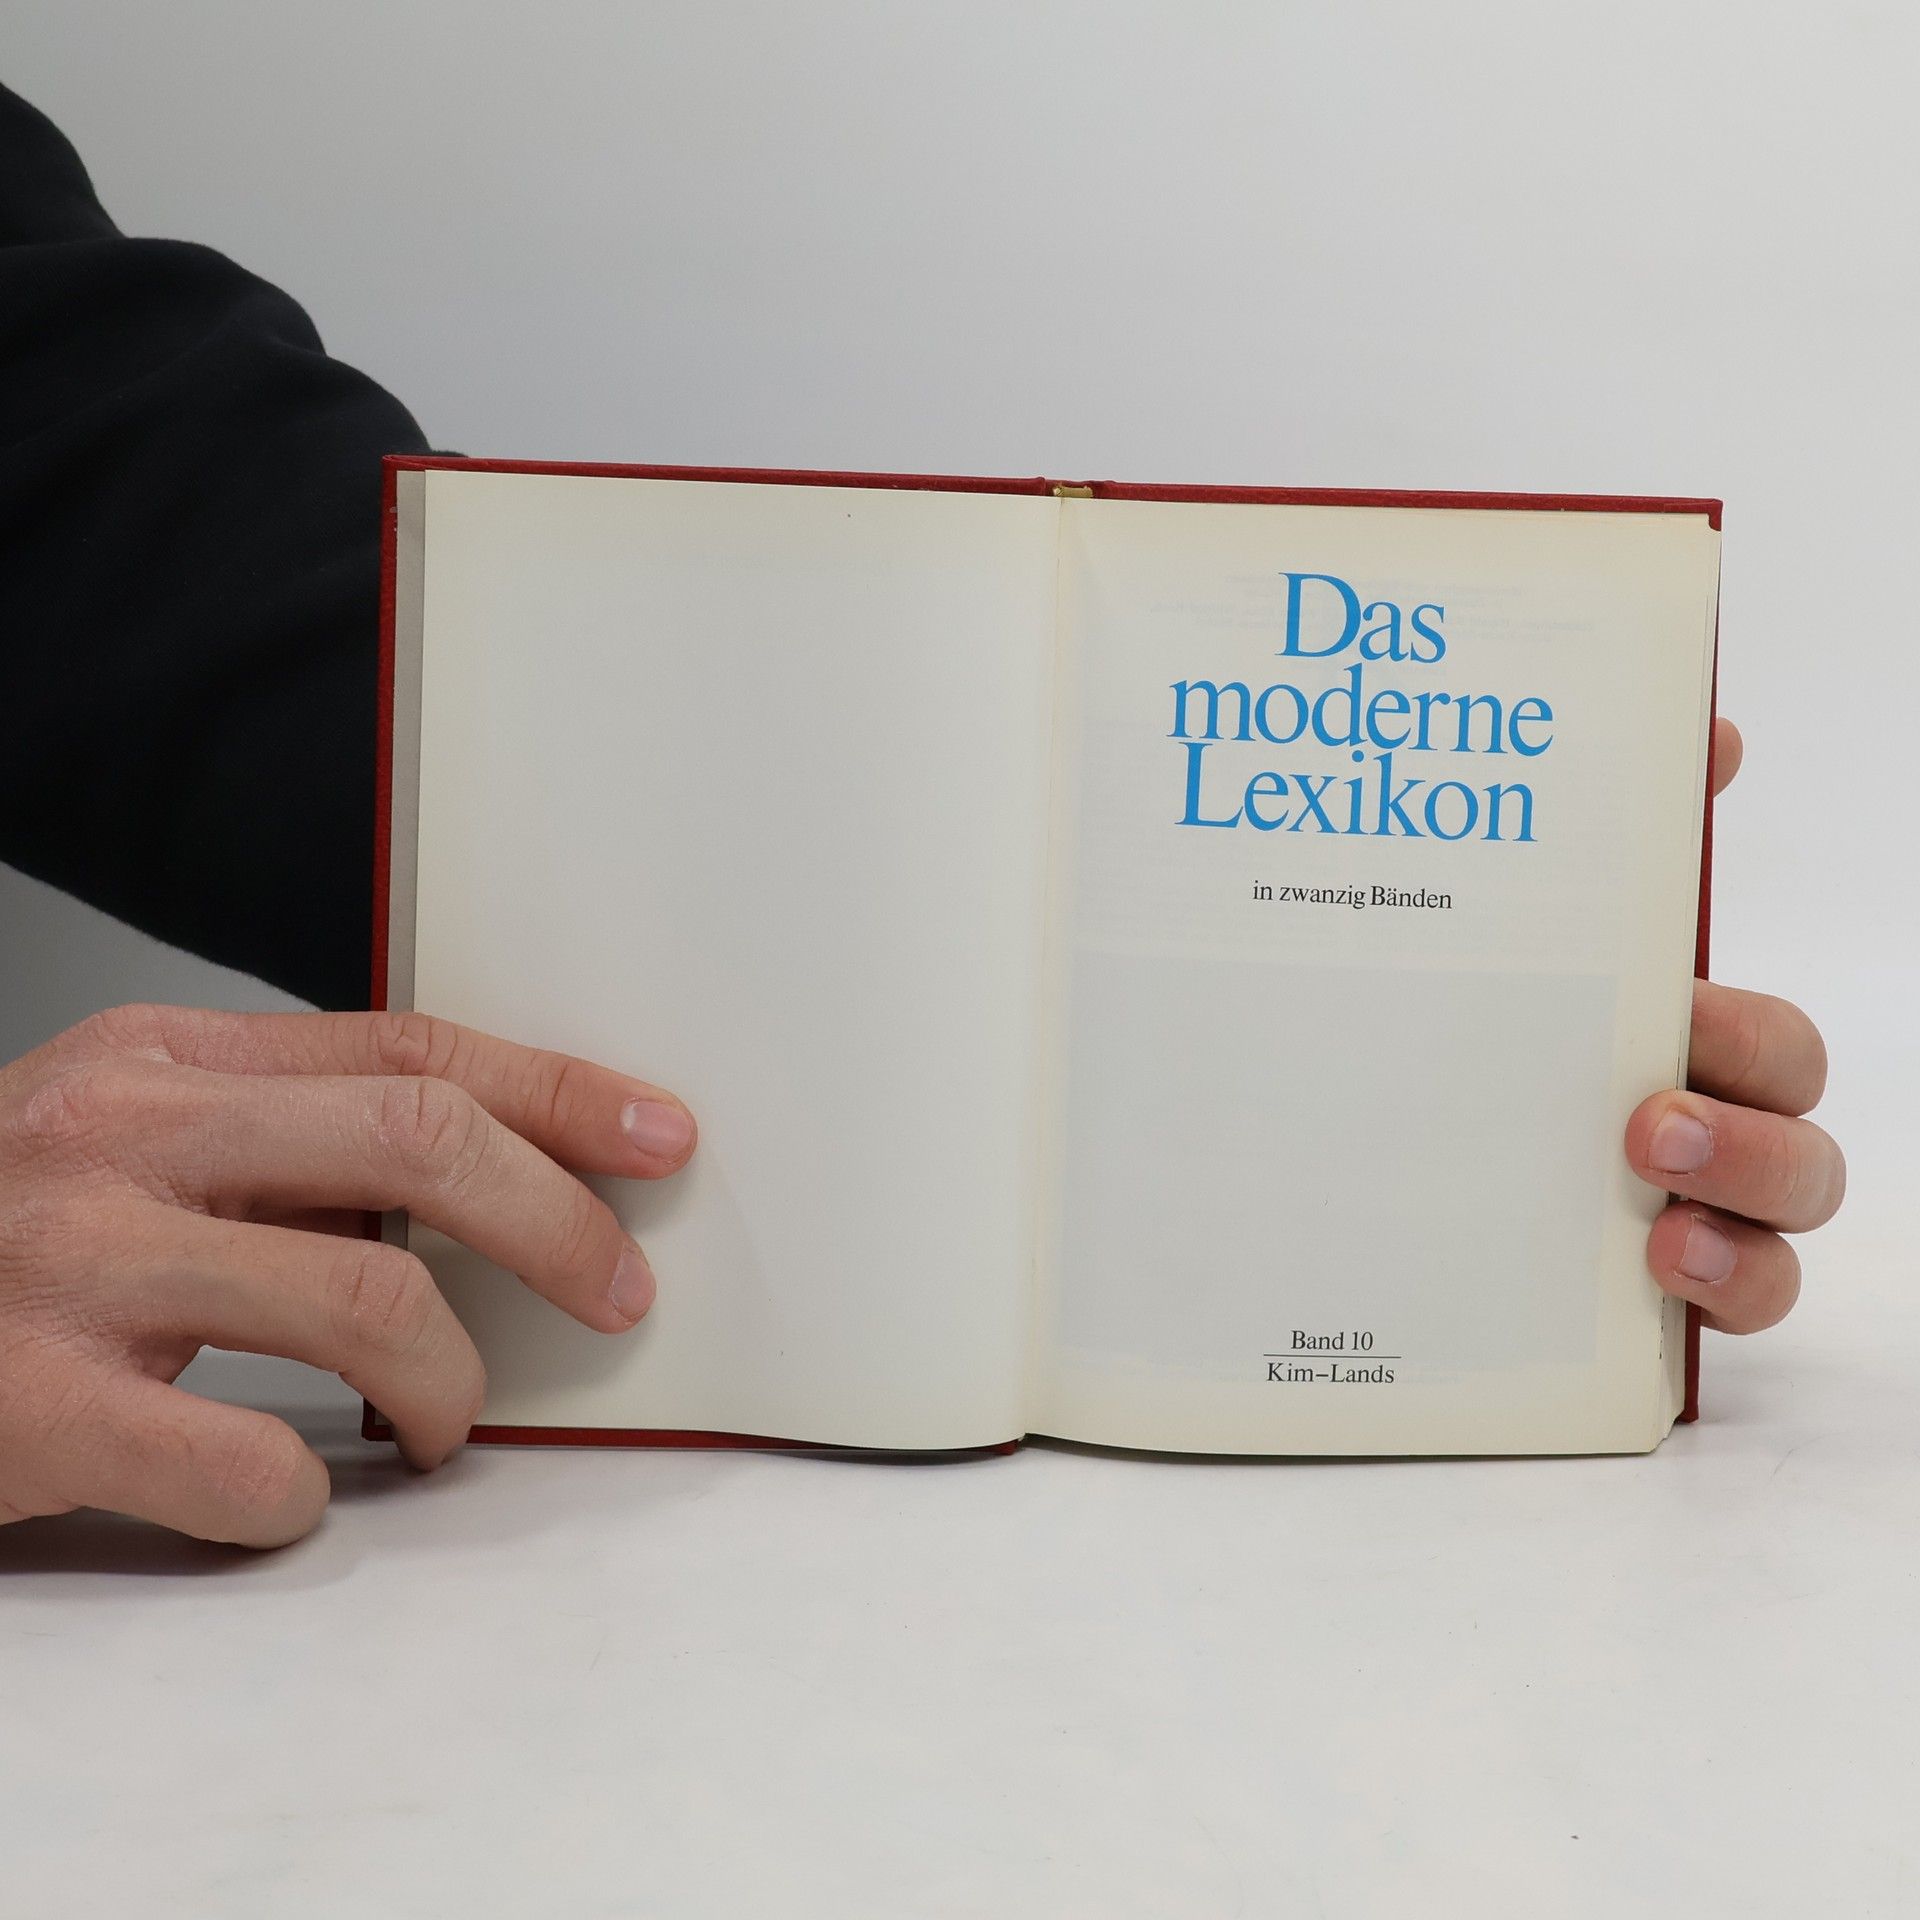 Das
moderne
Lexikon
in zwanzig Bänden
Band 10
Kim–Lands